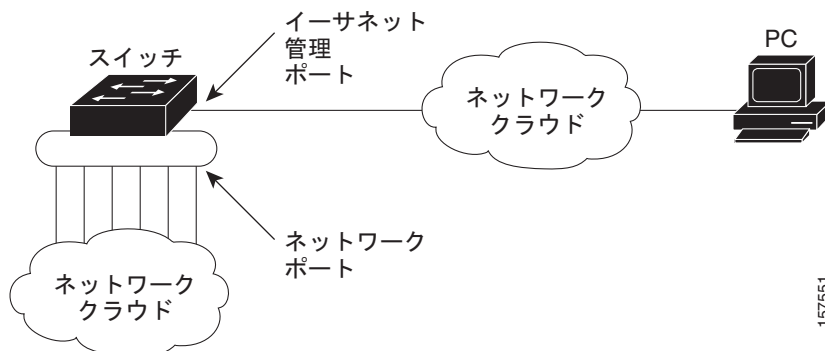 イーサネット
管理
ポート
スイッチ
PC
ネットワーク
クラウド
ネットワーク
ポート
ネットワーク
クラウド
157551